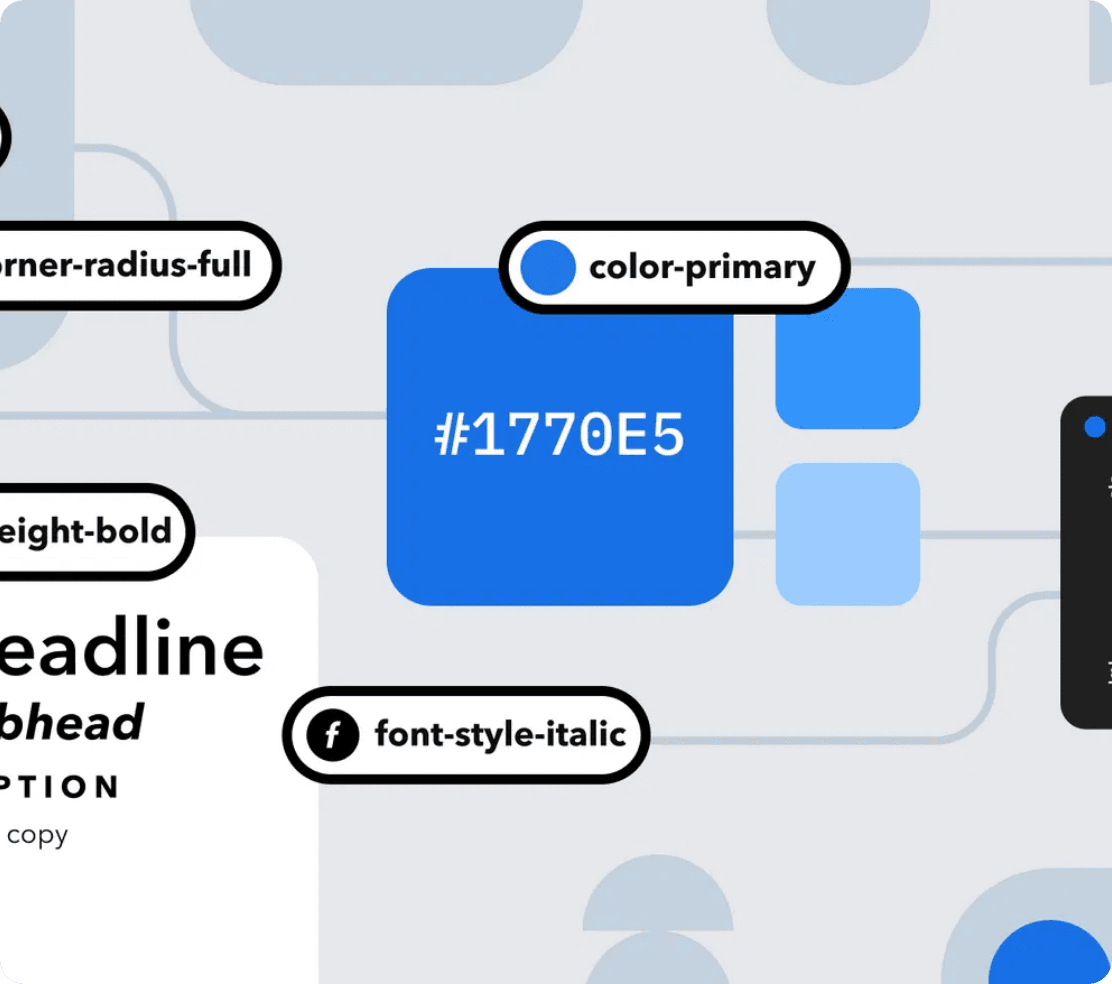 orner-radius-full
color-primary
#1770E5
eight-bold
eadline
bhead
PTION
copy
f font-style-italic